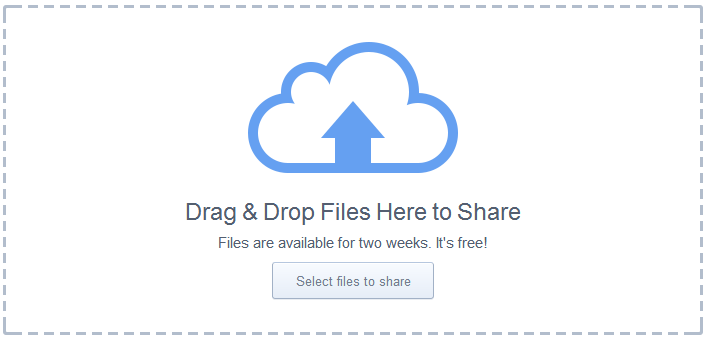 Drag & Drop Files Here to Share
Files are available for two weeks. It's free!
Select files to share